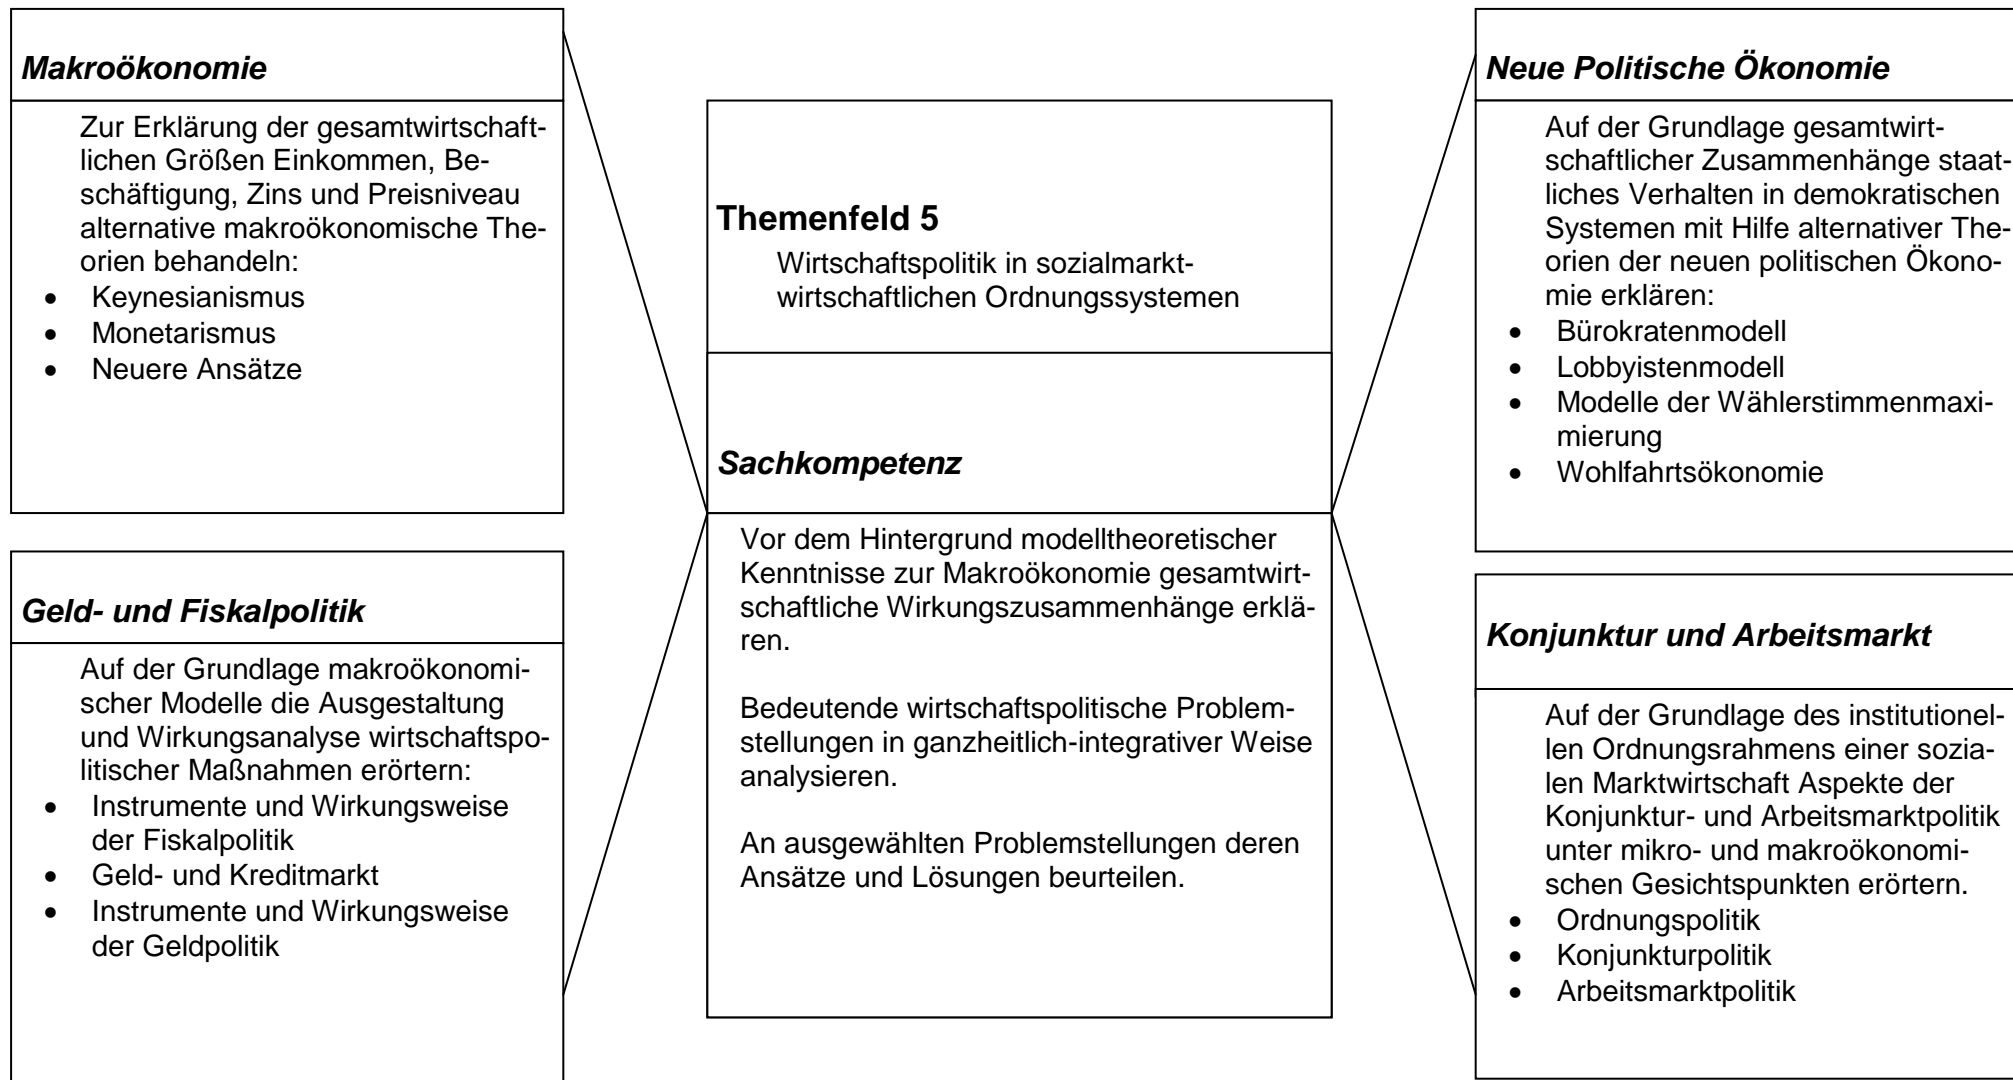 Makroökonomie
Zur Erklärung der gesamtwirtschaft-
lichen Größen Einkommen, Be-
schäftigung, Zins und Preisniveau
alternative makroökonomische The-
orien behandeln:
• Keynesianismus
• Monetarismus
• Neuere Ansätze
Geld- und Fiskalpolitik
Auf der Grundlage makroökonomi-
scher Modelle die Ausgestaltung
und Wirkungsanalyse wirtschaftspo-
litischer Maßnahmen erörtern:
• Instrumente und Wirkungsweise
der Fiskalpolitik
• Geld- und Kreditmarkt
• Instrumente und Wirkungsweise
der Geldpolitik
Themenfeld 5
Wirtschaftspolitik in sozialmarkt-
wirtschaftlichen Ordnungssystemen
Sachkompetenz
Vor dem Hintergrund modelltheoretischer
Kenntnisse zur Makroökonomie gesamtwirt-
schaftliche Wirkungszusammenhänge erklä-
ren.
Bedeutende wirtschaftspolitische Problem-
stellungen in ganzheitlich-integrativer Weise
analysieren.
An ausgewählten Problemstellungen deren
Ansätze und Lösungen beurteilen.
Neue Politische Ökonomie
Auf der Grundlage gesamtwirt-
schaftlicher Zusammenhänge staat-
liches Verhalten in demokratischen
Systemen mit Hilfe alternativer The-
orien der neuen politischen Ökono-
mie erklären:
• Bürokratenmodell
• Lobbyistenmodell
• Modelle der Wählerstimmenmaxi-
mierung
• Wohlfahrtsökonomie
Konjunktur und Arbeitsmarkt
Auf der Grundlage des institutionel-
len Ordnungsrahmens einer sozia-
len Marktwirtschaft Aspekte der
Konjunktur- und Arbeitsmarktpolitik
unter mikro- und makroökonomi-
schen Gesichtspunkten erörtern.
• Ordnungspolitik
• Konjunkturpolitik
• Arbeitsmarktpolitik